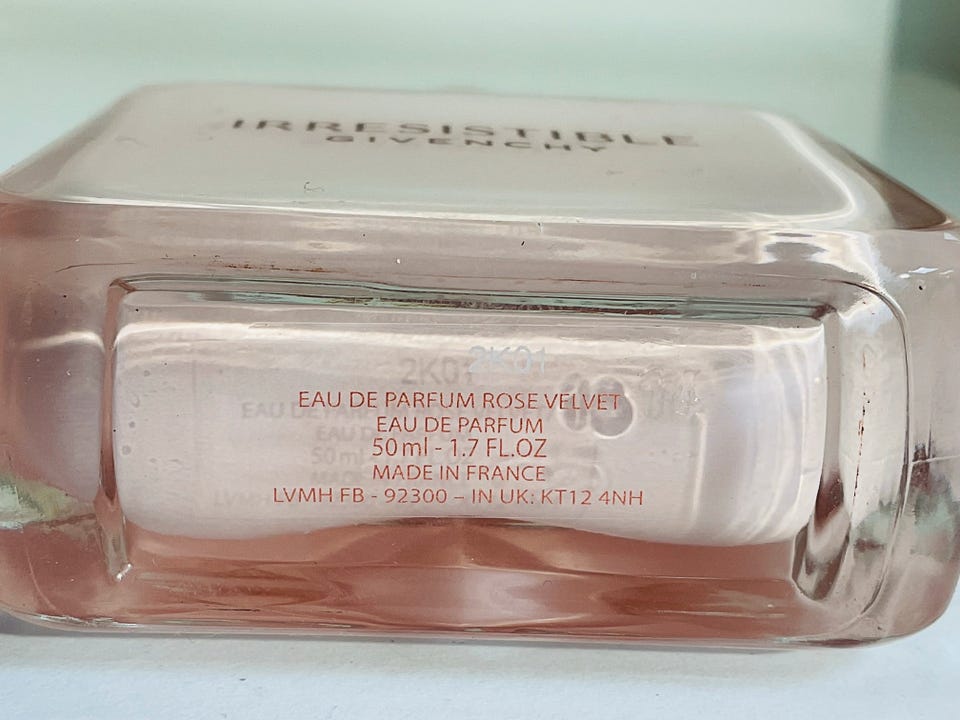 IRRESISTIBLE
GIVENCHY
2K01
EAU DE PARFUM ROSE VELVET
EAU DE PARFUM
50 ml - 1.7 FL.OZ
MADE IN FRANCE
LVMH FB - 92300 – IN UK: KT12 4NH